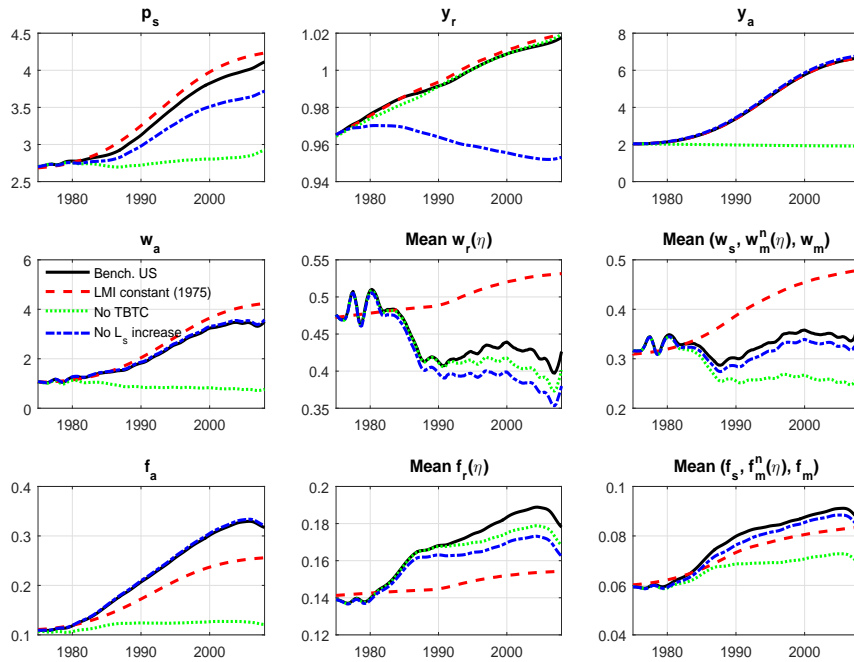 p_s
4.5
4
3.5
3
2.5
1980 1990 2000
y_r
1.02
1
0.98
0.96
0.94
1980 1990 2000
y_a
8
6
4
2
0
1980 1990 2000
w_a
6
4
2
0
Bench. US
LMI constant (1975)
No TBTC
No L_s increase
1980 1990 2000
Mean w_r(η)
0.55
0.5
0.45
0.4
0.35
1980 1990 2000
Mean (w_s, w_m^n(η), w_m)
0.5
0.4
0.3
0.2
1980 1990 2000
f_a
0.4
0.3
0.2
0.1
1980 1990 2000
Mean f_r(η)
0.2
0.18
0.16
0.14
0.12
1980 1990 2000
Mean (f_s, f_m^n(η), f_m)
0.1
0.08
0.06
0.04
1980 1990 2000